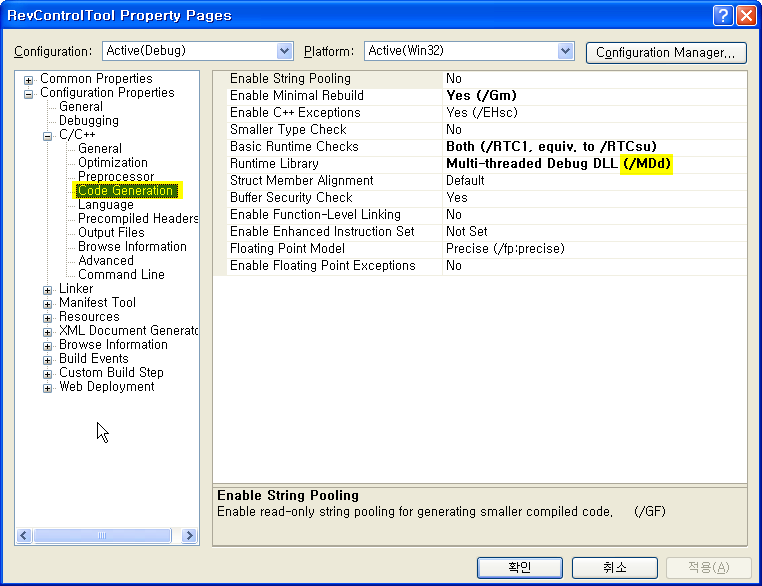 RevControlTool Property Pages
Configuration: Active(Debug) Platform: Active(Win32) Configuration Manager...
Common Properties
Configuration Properties
General
Debugging
C/C++
General
Optimization
Preprocessor
Code Generation
Language
Precompiled Headers
Output Files
Browse Information
Advanced
Command Line
Linker
Manifest Tool
Resources
XML Document Generato
Browse Information
Build Events
Custom Build Step
Web Deployment
Enable String Pooling No
Enable Minimal Rebuild Yes (/Gm)
Enable C++ Exceptions Yes (/EHsc)
Smaller Type Check No
Basic Runtime Checks Both (/RTC1, equiv. to /RTCsu)
Runtime Library Multi-threaded Debug DLL (/MDd)
Struct Member Alignment Default
Buffer Security Check Yes
Enable Function-Level Linking No
Enable Enhanced Instruction Set Not Set
Floating Point Model Precise (/fp:precise)
Enable Floating Point Exceptions No
Enable String Pooling
Enable read-only string pooling for generating smaller compiled code. (/GF)
확인 취소 적용(A)